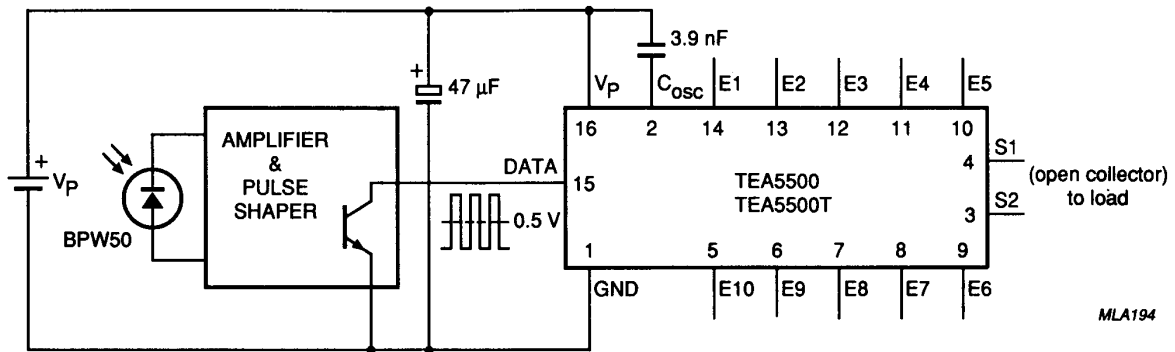 3.9 nF
+
47 μF
VP
COSC
E1
E2
E3
E4
E5
16
2
14
13
12
11
10
AMPLIFIER
&
PULSE
SHAPER
+
VP
BPW50
DATA
15
0.5 V
TEA5500
TEA5500T
4
S1
(open collector)
to load
3
S2
1
5
6
7
8
9
GND
E10
E9
E8
E7
E6
MLA194